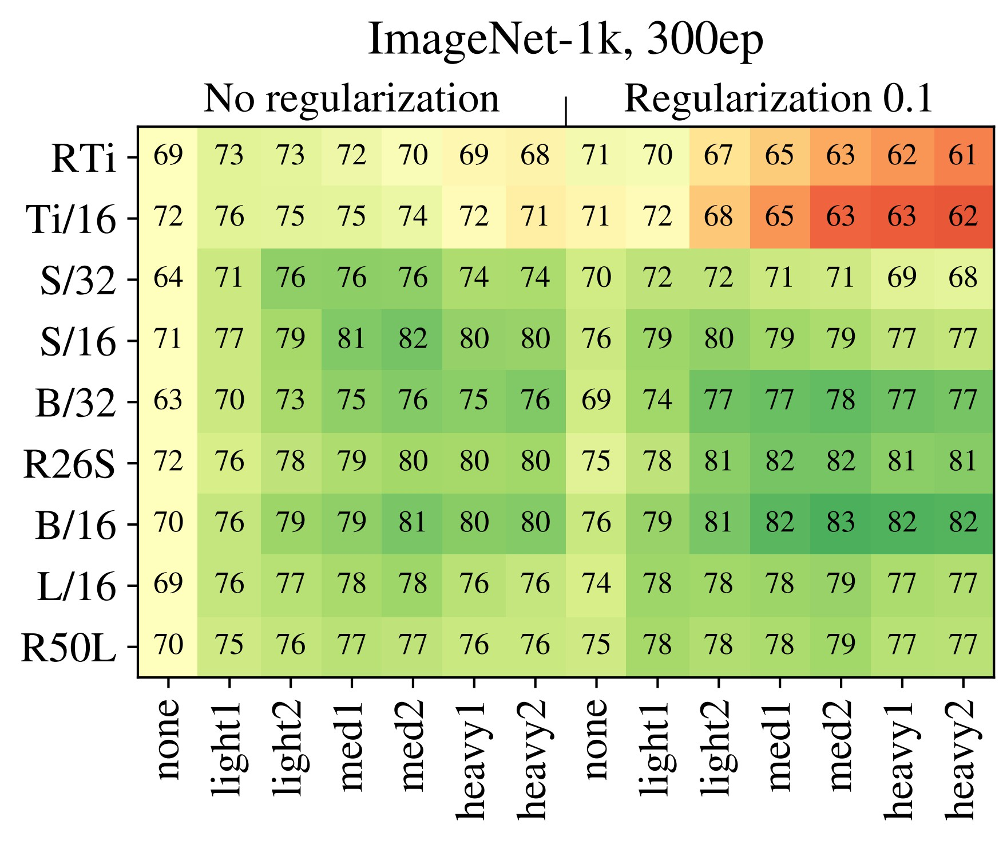 ImageNet-1k, 300ep
No regularization | Regularization 0.1
RTi 69 73 73 72 70 69 68 71 70 67 65 63 62 61
Ti/16 72 76 75 75 74 72 71 71 72 68 65 63 63 62
S/32 64 71 76 76 76 74 74 70 72 72 71 71 69 68
S/16 71 77 79 81 82 80 80 76 79 80 79 79 77 77
B/32 63 70 73 75 76 75 76 69 74 77 77 78 77 77
R26S 72 76 78 79 80 80 80 75 78 81 82 82 81 81
B/16 70 76 79 79 81 80 80 76 79 81 82 83 82 82
L/16 69 76 77 78 78 76 76 74 78 78 78 79 77 77
R50L 70 75 76 77 77 76 76 75 78 78 78 79 77 77
none light1 light2 med1 med2 heavy1 heavy2 none light1 light2 med1 med2 heavy1 heavy2